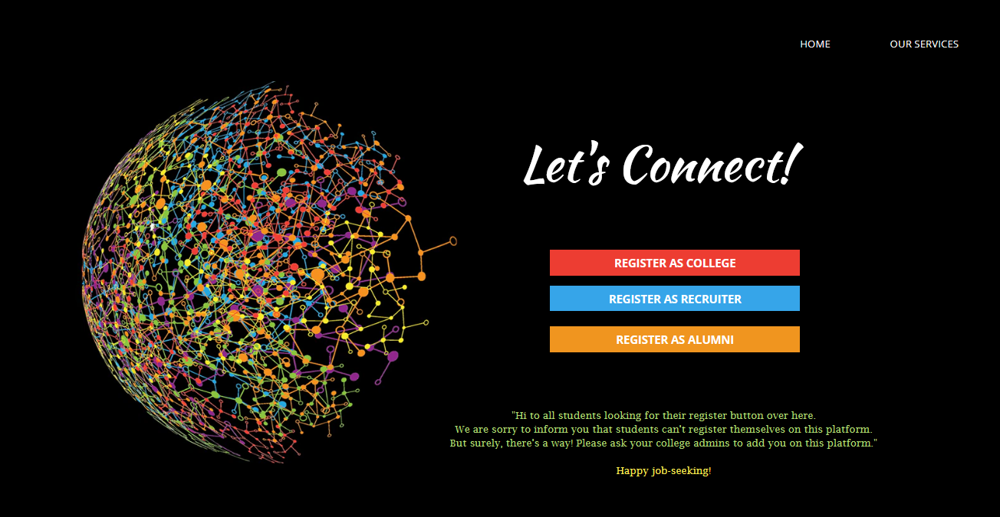 HOME
OUR SERVICES
Let's Connect!
REGISTER AS COLLEGE
REGISTER AS RECRUITER
REGISTER AS ALUMNI
"Hi to all students looking for their register button over here.
We are sorry to inform you that students can't register themselves on this platform.
But surely, there's a way! Please ask your college admins to add you on this platform."
Happy job-seeking!